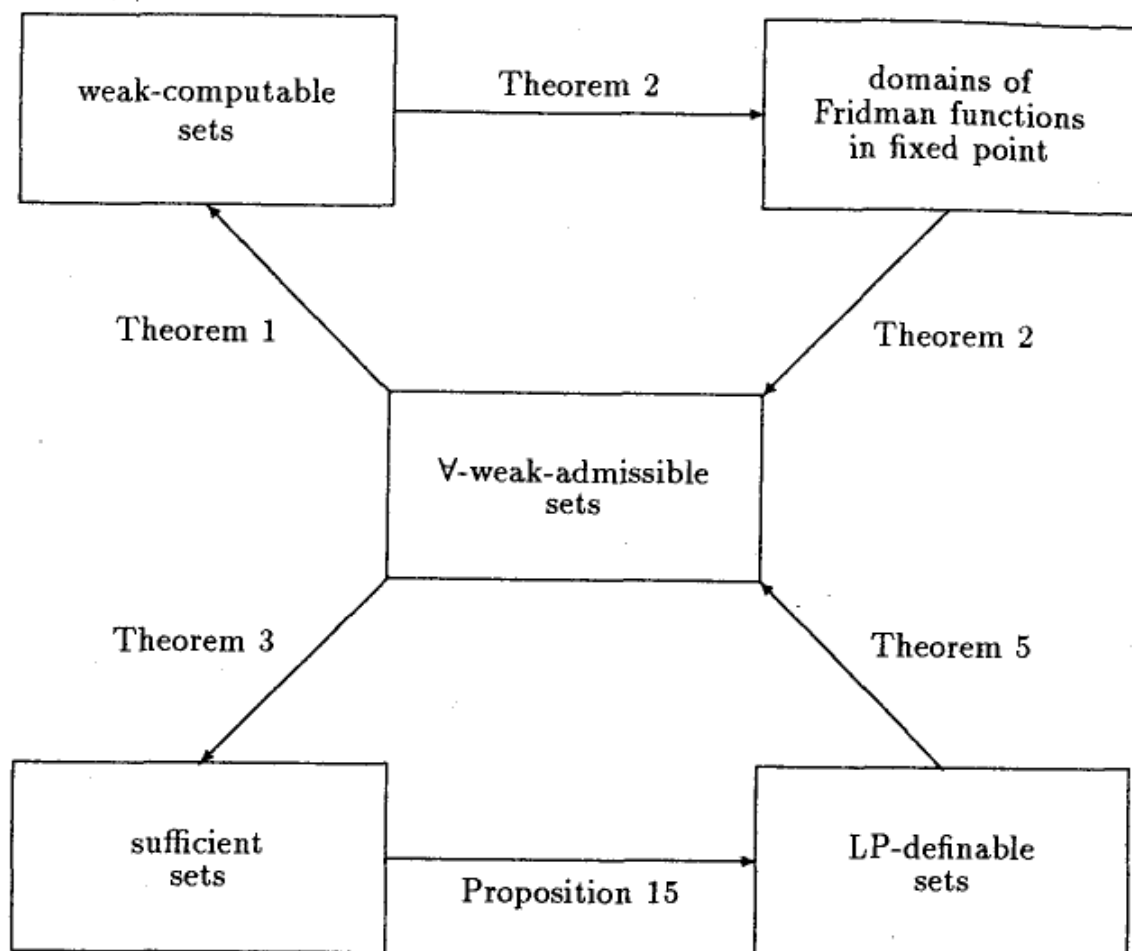 weak-computable
sets
Theorem 2
domains of
Fridman functions
in fixed point
Theorem 1
Theorem 2
∀-weak-admissible
sets
Theorem 3
Theorem 5
sufficient
sets
Proposition 15
LP-definable
sets